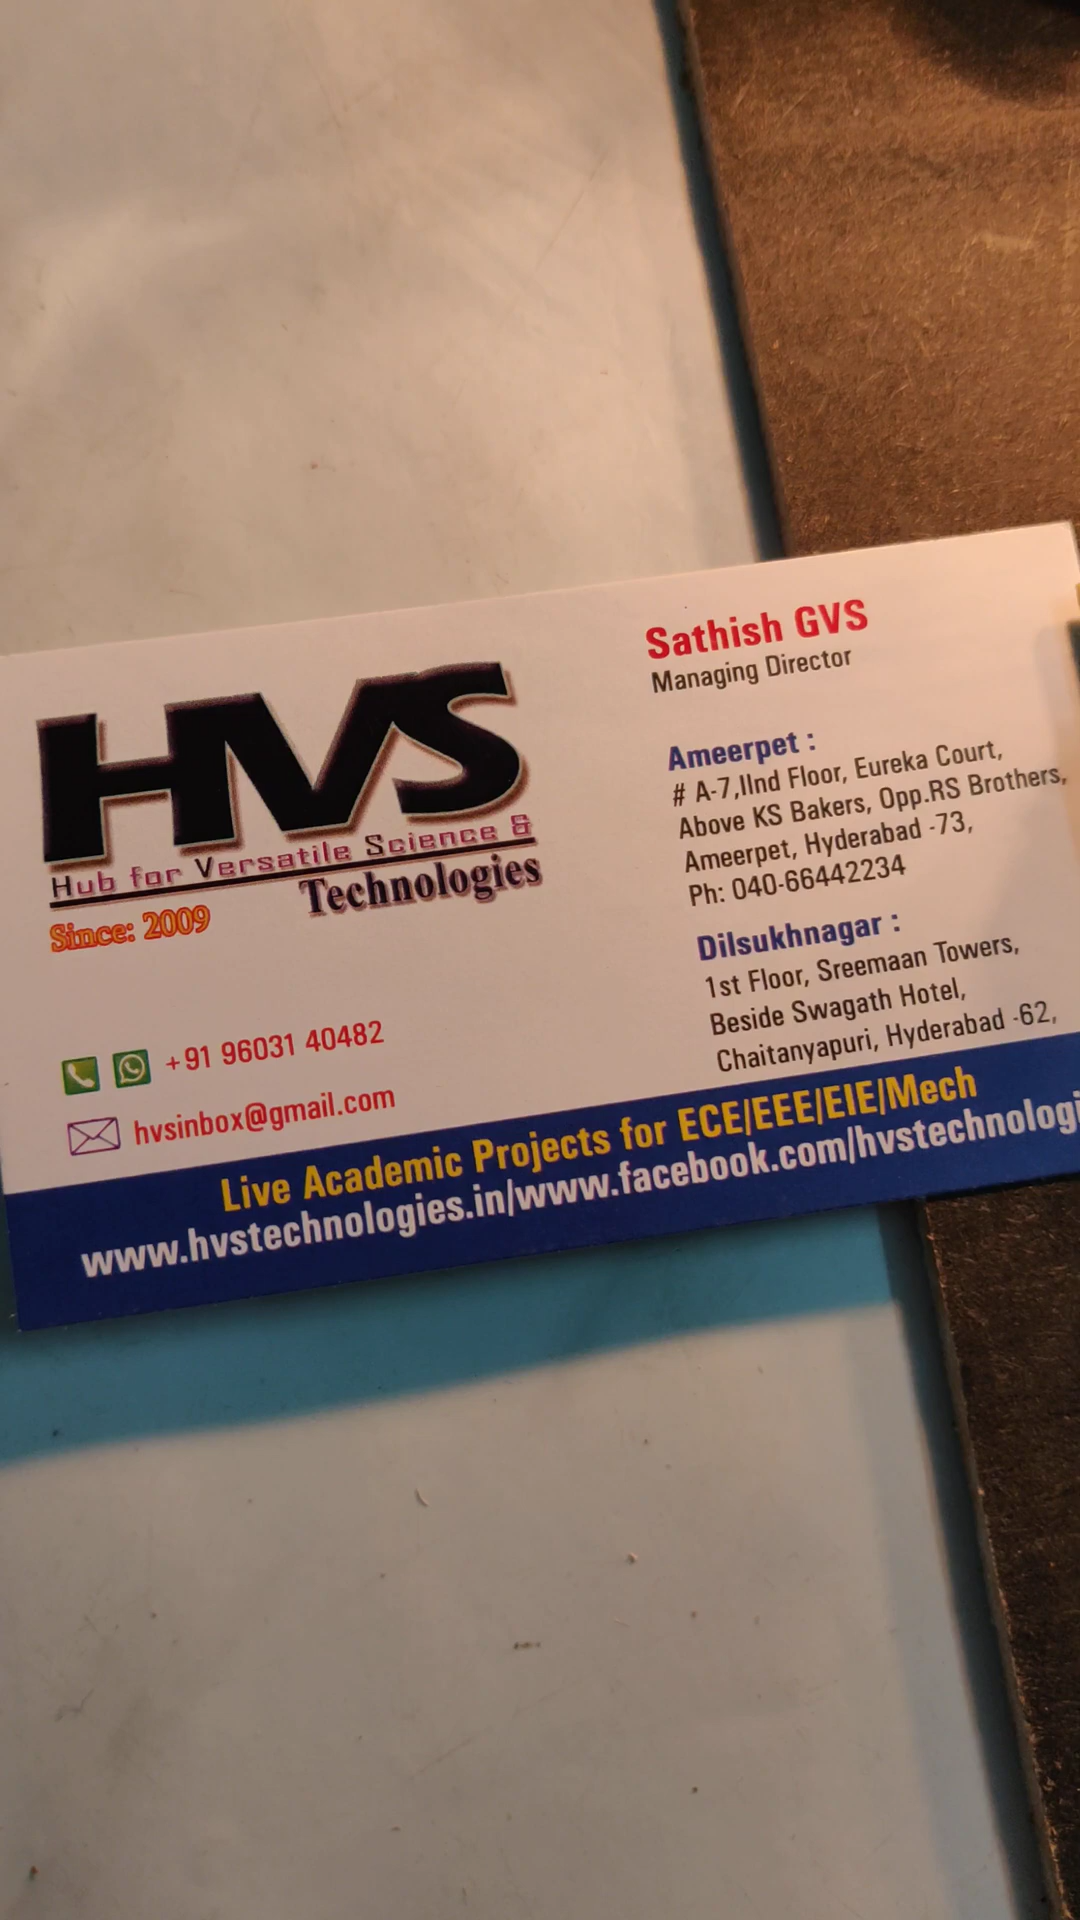 HVS
Hub for Versatile Science &
Technologies
Since: 2009
+91 96031 40482
hvsinbox@gmail.com
Sathish GVS
Managing Director
Ameerpet :
# A-7,IInd Floor, Eureka Court,
Above KS Bakers, Opp.RS Brothers,
Ameerpet, Hyderabad -73,
Ph: 040-66442234
Dilsukhnagar :
1st Floor, Sreemaan Towers,
Beside Swagath Hotel,
Chaitanyapuri, Hyderabad -62,
Live Academic Projects for ECE/EEE/EIE/Mech
www.hvstechnologies.in/www.facebook.com/hvstechnologi